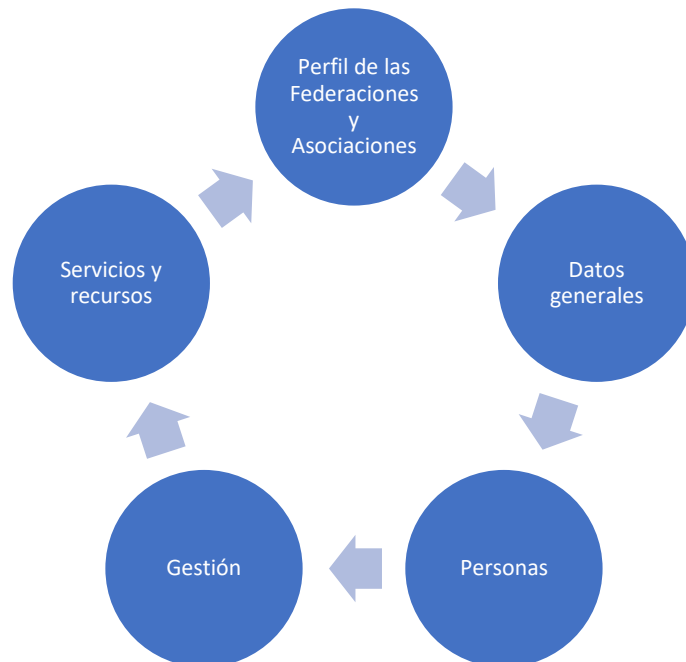 Perfil de las
Federaciones
y
Asociaciones
Datos
generales
Personas
Gestión
Servicios y
recursos